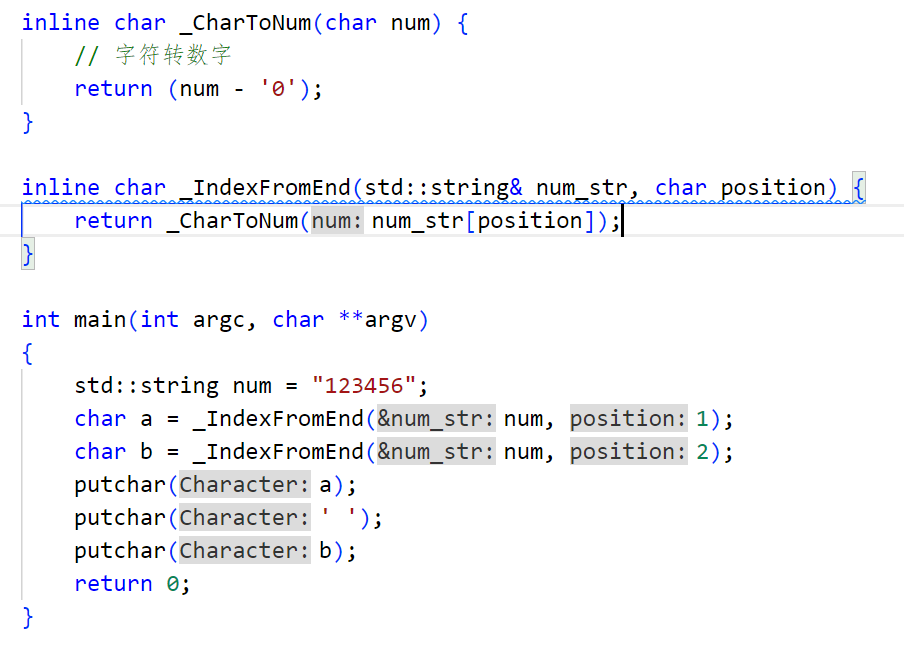 inline char _CharToNum(char num) {
// 字符转数字
return (num - '0');
}
inline char _IndexFromEnd(std::string& num_str, char position) {
return _CharToNum(num: num_str[position]);
}
int main(int argc, char **argv)
{
std::string num = "123456";
char a = _IndexFromEnd(&num_str: num, position: 1);
char b = _IndexFromEnd(&num_str: num, position: 2);
putchar(Character: a);
putchar(Character: ' ');
putchar(Character: b);
return 0;
}